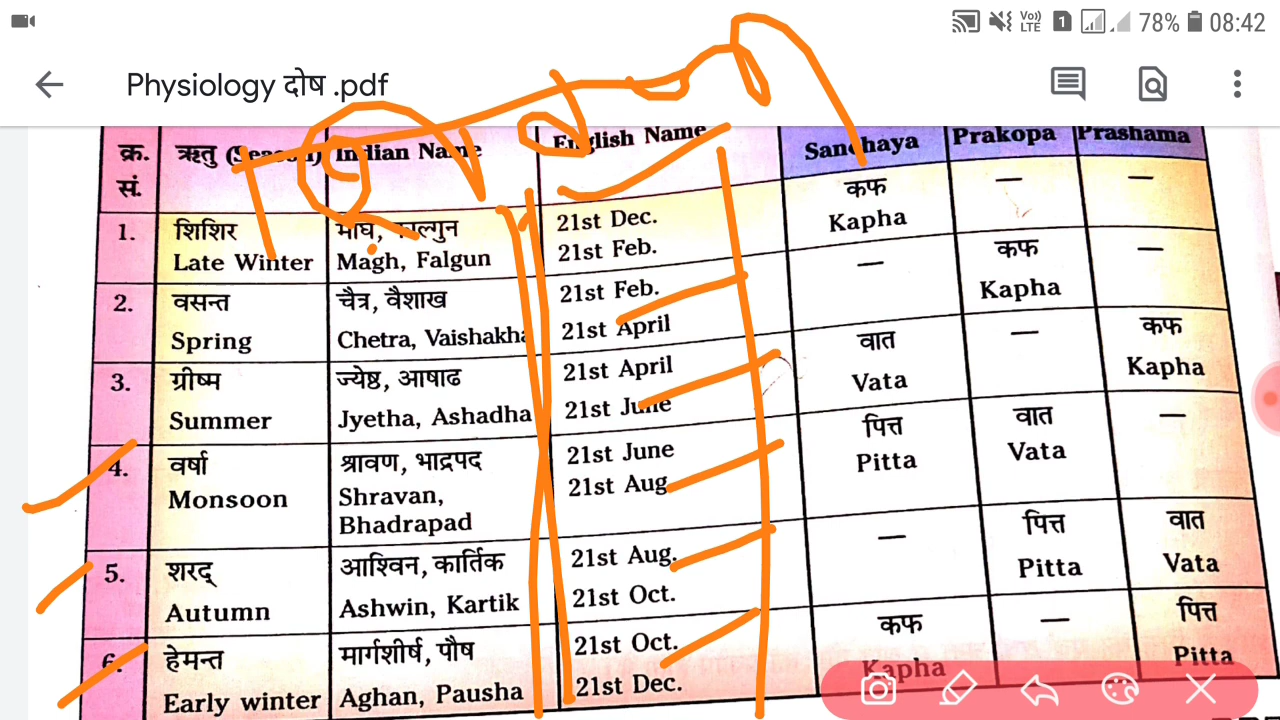 Vo)) LTE 1 78% 08:42
Physiology दोष .pdf
क्र. सं. ऋतु (Season) Indian Name English Name Sanchaya Prakopa Prashama
1. शिशिर माघ, फाल्गुन 21st Dec. कफ — —
Late Winter Magh, Falgun 21st Feb. Kapha
2. वसन्त चैत्र, वैशाख 21st Feb. — कफ —
Spring Chetra, Vaishakha 21st April Kapha
3. ग्रीष्म ज्येष्ठ, आषाढ 21st April वात — कफ
Summer Jyetha, Ashadha 21st June Vata Kapha
4. वर्षा श्रावण, भाद्रपद 21st June पित्त वात —
Monsoon Shravan, 21st Aug Pitta Vata
Bhadrapad
5. शरद् आश्विन, कार्तिक 21st Aug. — पित्त वात
Autumn Ashwin, Kartik 21st Oct. Pitta Vata
6. हेमन्त मार्गशीर्ष, पौष 21st Oct. कफ — पित्त
Early winter Aghan, Pausha 21st Dec. Kapha Pitta